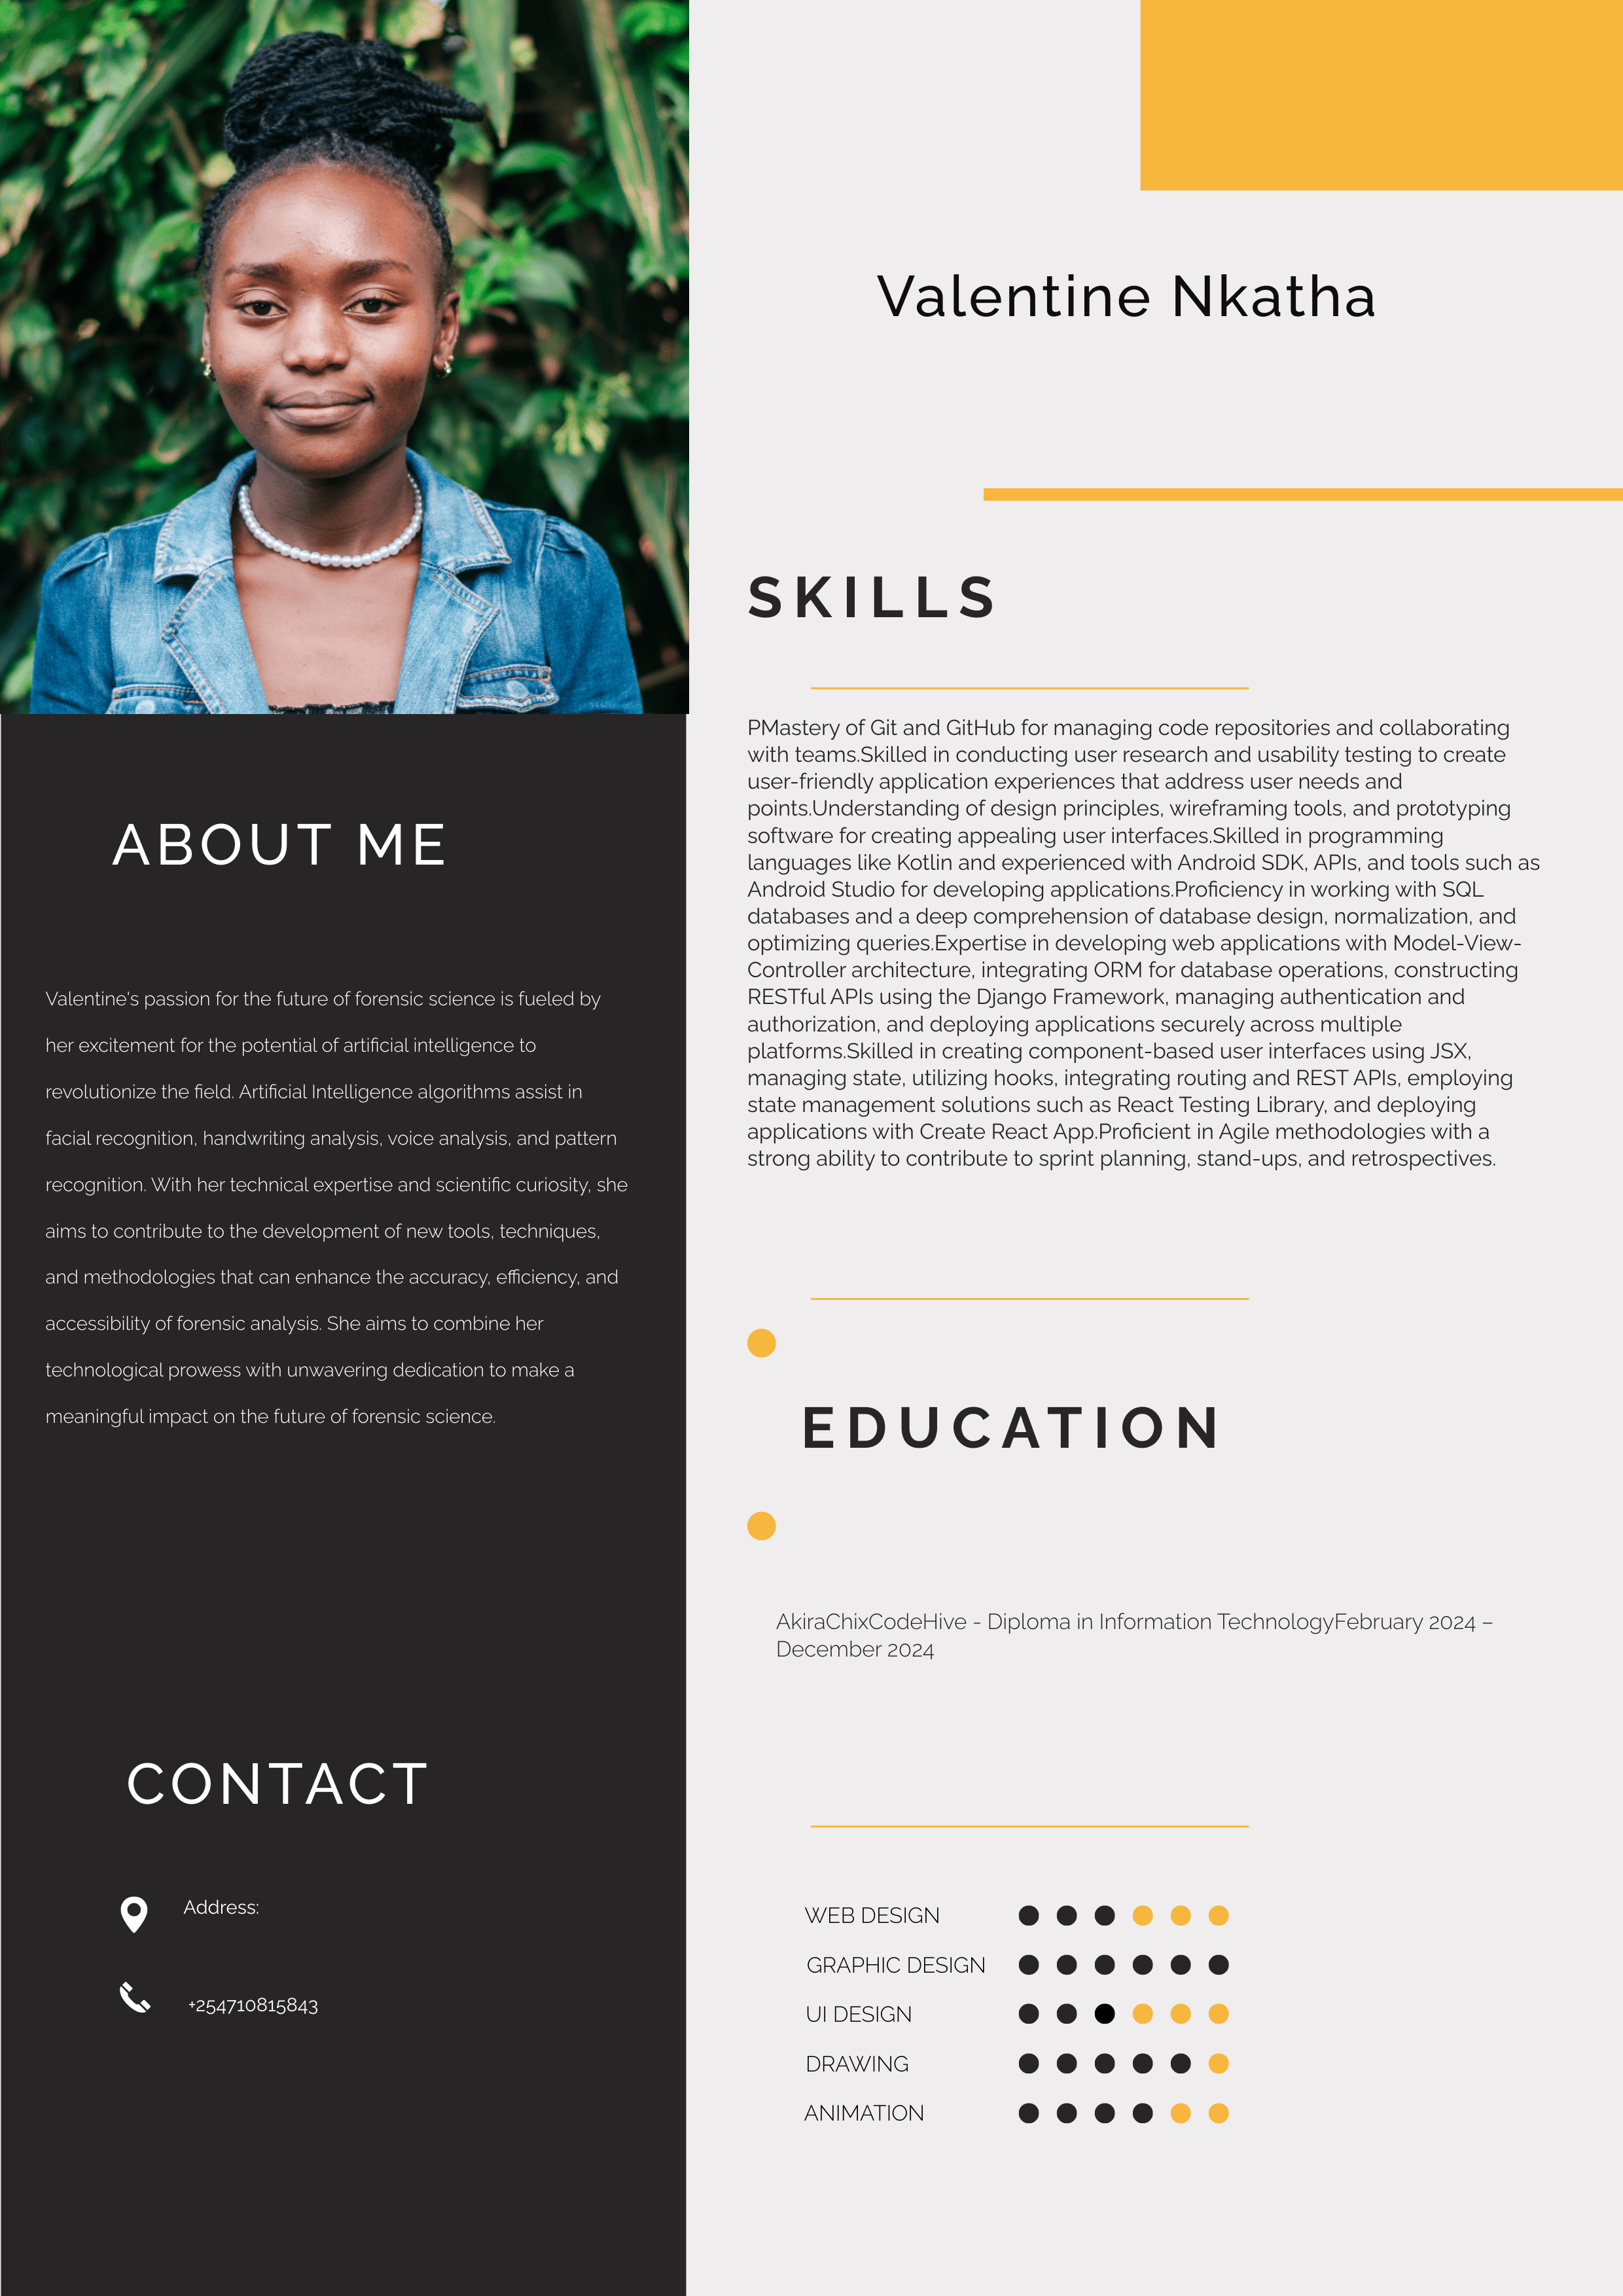 Valentine Nkatha
ABOUT ME
Valentine's passion for the future of forensic science is fueled by
her excitement for the potential of artificial intelligence to
revolutionize the field. Artificial Intelligence algorithms assist in
facial recognition, handwriting analysis, voice analysis, and pattern
recognition. With her technical expertise and scientific curiosity, she
aims to contribute to the development of new tools, techniques,
and methodologies that can enhance the accuracy, efficiency, and
accessibility of forensic analysis. She aims to combine her
technological prowess with unwavering dedication to make a
meaningful impact on the future of forensic science.
CONTACT
Address:
+254710815843
SKILLS
PMastery of Git and GitHub for managing code repositories and collaborating
with teams.Skilled in conducting user research and usability testing to create
user-friendly application experiences that address user needs and
points.Understanding of design principles, wireframing tools, and prototyping
software for creating appealing user interfaces.Skilled in programming
languages like Kotlin and experienced with Android SDK, APIs, and tools such as
Android Studio for developing applications.Proficiency in working with SQL
databases and a deep comprehension of database design, normalization, and
optimizing queries.Expertise in developing web applications with Model-View-
Controller architecture, integrating ORM for database operations, constructing
RESTful APIs using the Django Framework, managing authentication and
authorization, and deploying applications securely across multiple
platforms.Skilled in creating component-based user interfaces using JSX,
managing state, utilizing hooks, integrating routing and REST APIs, employing
state management solutions such as React Testing Library, and deploying
applications with Create React App.Proficient in Agile methodologies with a
strong ability to contribute to sprint planning, stand-ups, and retrospectives.
EDUCATION
AkiraChixCodeHive - Diploma in Information TechnologyFebruary 2024 –
December 2024
WEB DESIGN
GRAPHIC DESIGN
UI DESIGN
DRAWING
ANIMATION